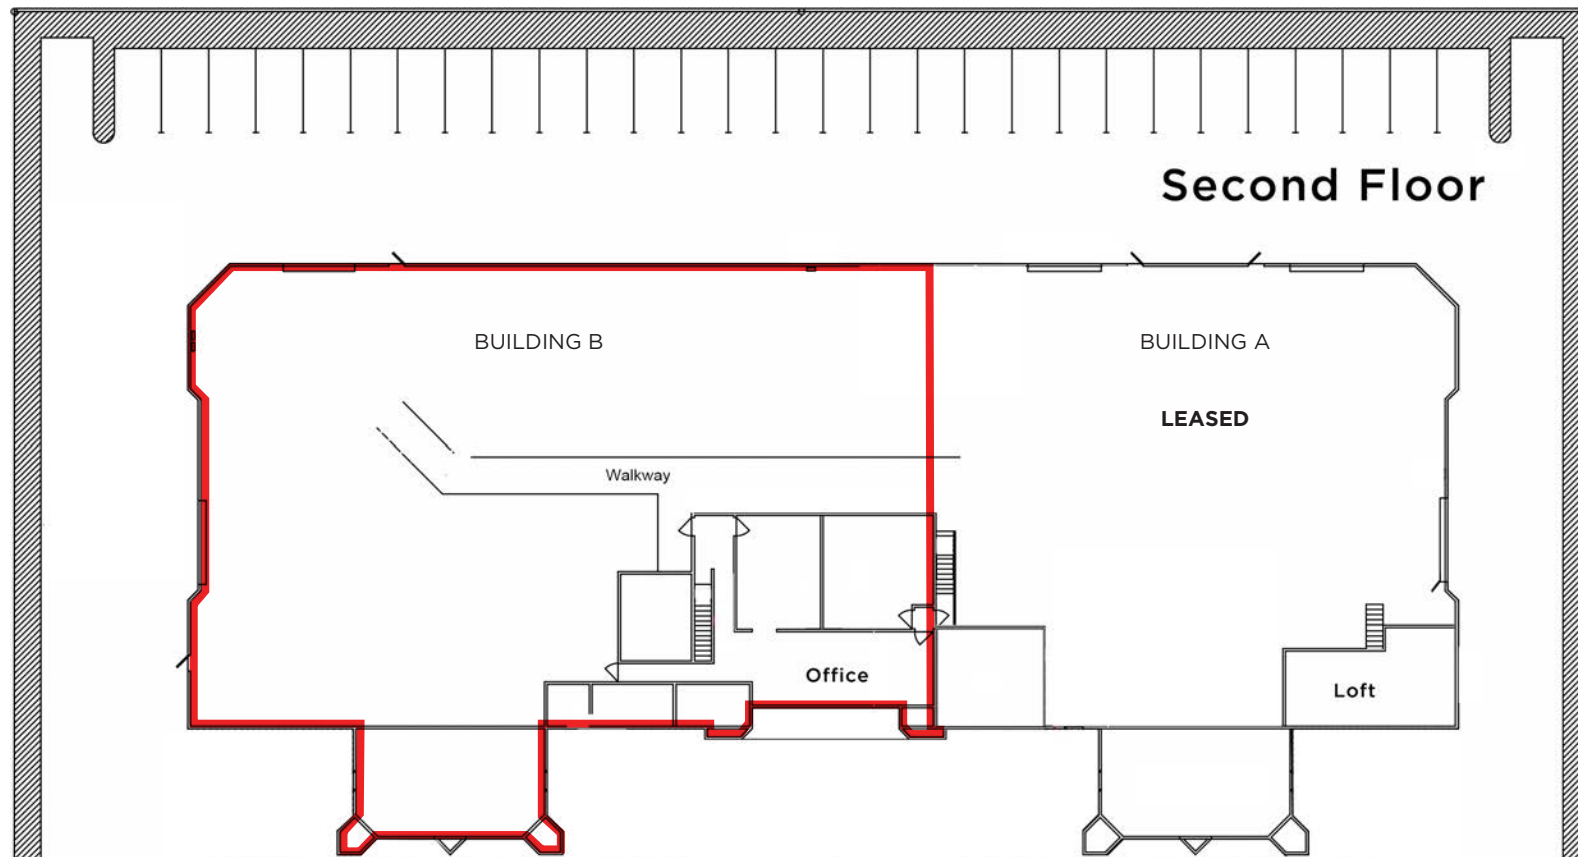 Second Floor
BUILDING B
BUILDING A
LEASED
Walkway
Office
Loft